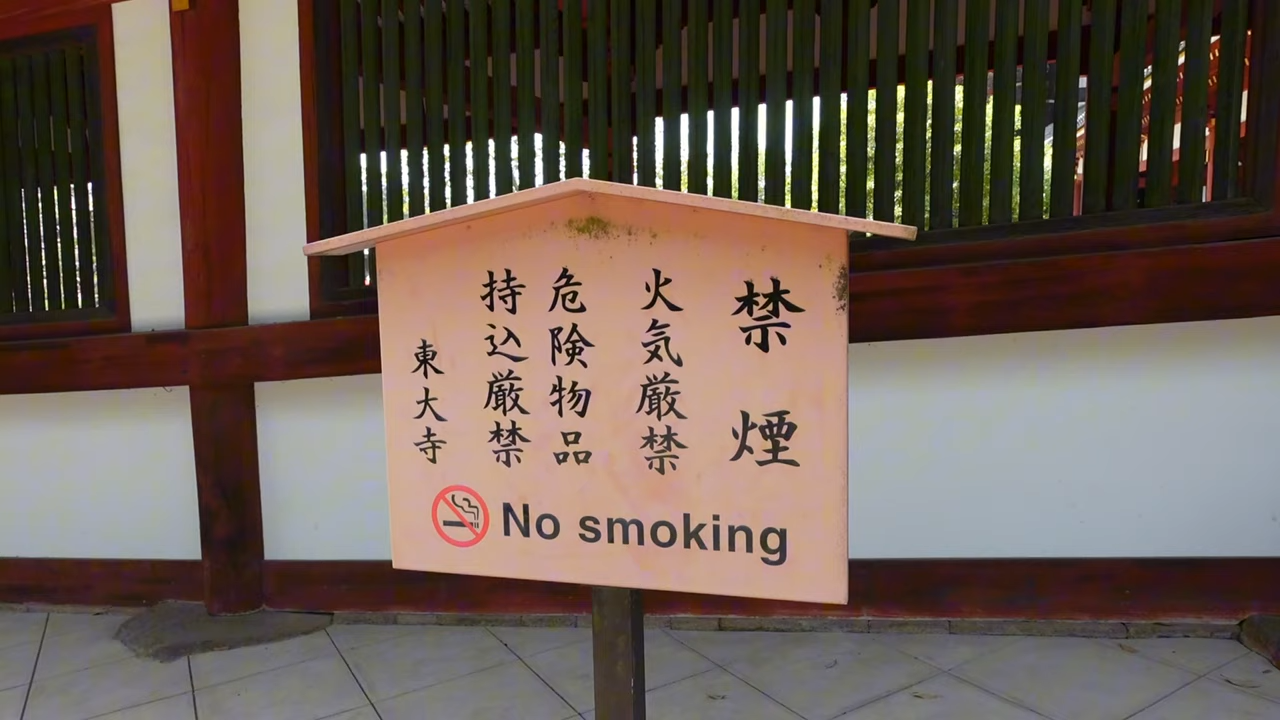 禁煙
火気厳禁
危険物品
持込厳禁
東大寺
No smoking